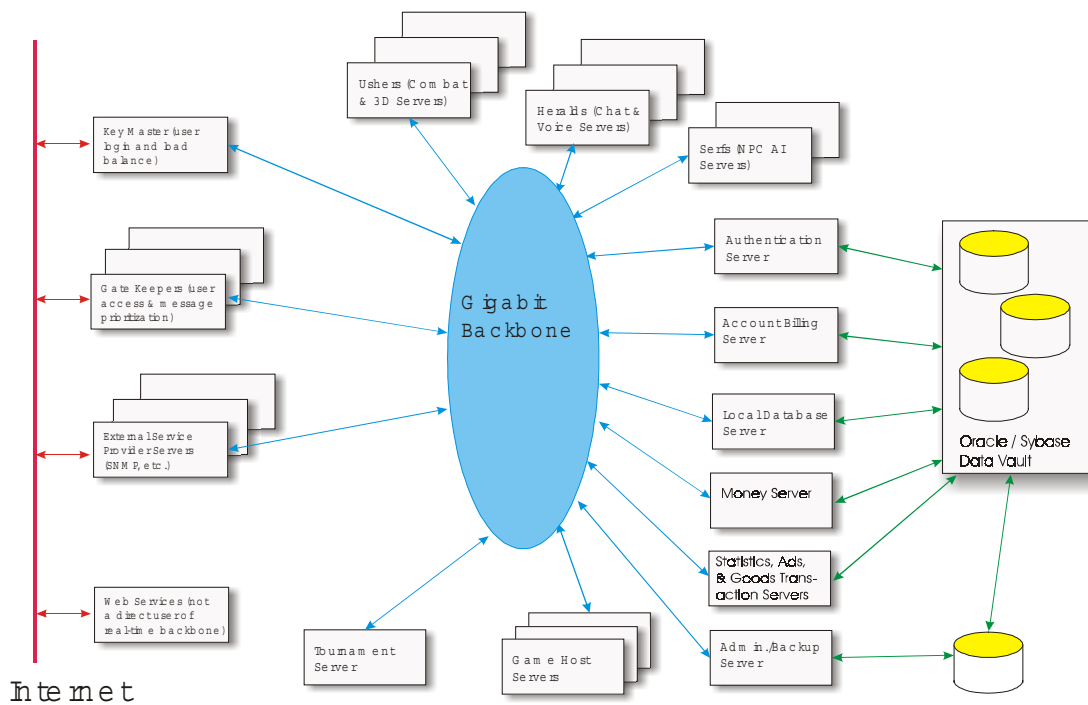 Ushers (Combat
& 3D Servers)
Heralds (Chat &
Voice Servers)
Serfs (NPC AI
Servers)
Key Master (user
login and load
balance)
Gate Keepers (user
access & message
prioritization)
External Service
Provider Servers
(SNMP, etc.)
Web Services (not
a direct user of
real-time backbone)
Internet
Gigabit
Backbone
Authentication
Server
Account Billing
Server
Local Database
Server
Money Server
Statistics, Ads,
& Goods Trans-
action Servers
Admin./Backup
Server
Oracle / Sybase
Data Vault
Tournament
Server
Game Host
Servers